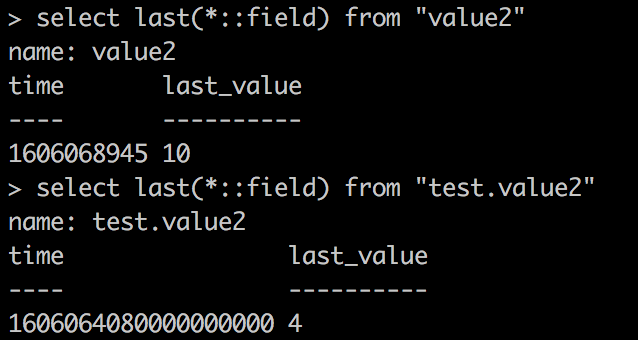 > select last(*::field) from "value2"
name: value2
time       last_value
----       ----------
1606068945 10
> select last(*::field) from "test.value2"
name: test.value2
time                last_value
----                ----------
1606064080000000000 4